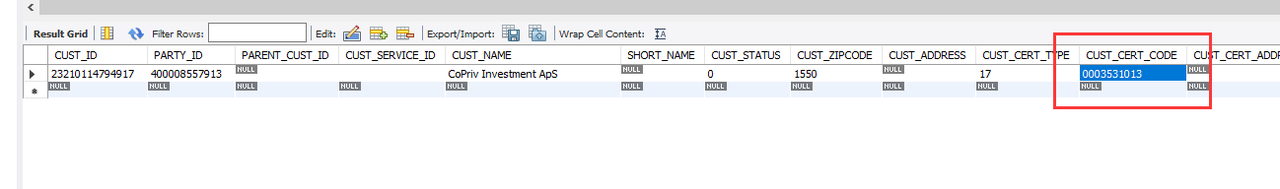 Result Grid Filter Rows: Edit: Export/Import: Wrap Cell Content: IA
CUST_ID PARTY_ID PARENT_CUST_ID CUST_SERVICE_ID CUST_NAME SHORT_NAME CUST_STATUS CUST_ZIPCODE CUST_ADDRESS CUST_CERT_TYPE CUST_CERT_CODE CUST_CERT_ADD
23210114794917 400008557913 NULL CoPriv Investment ApS NULL 0 1550 NULL 17 0003531013 NULL
NULL NULL NULL NULL NULL NULL NULL NULL NULL NULL NULL NULL